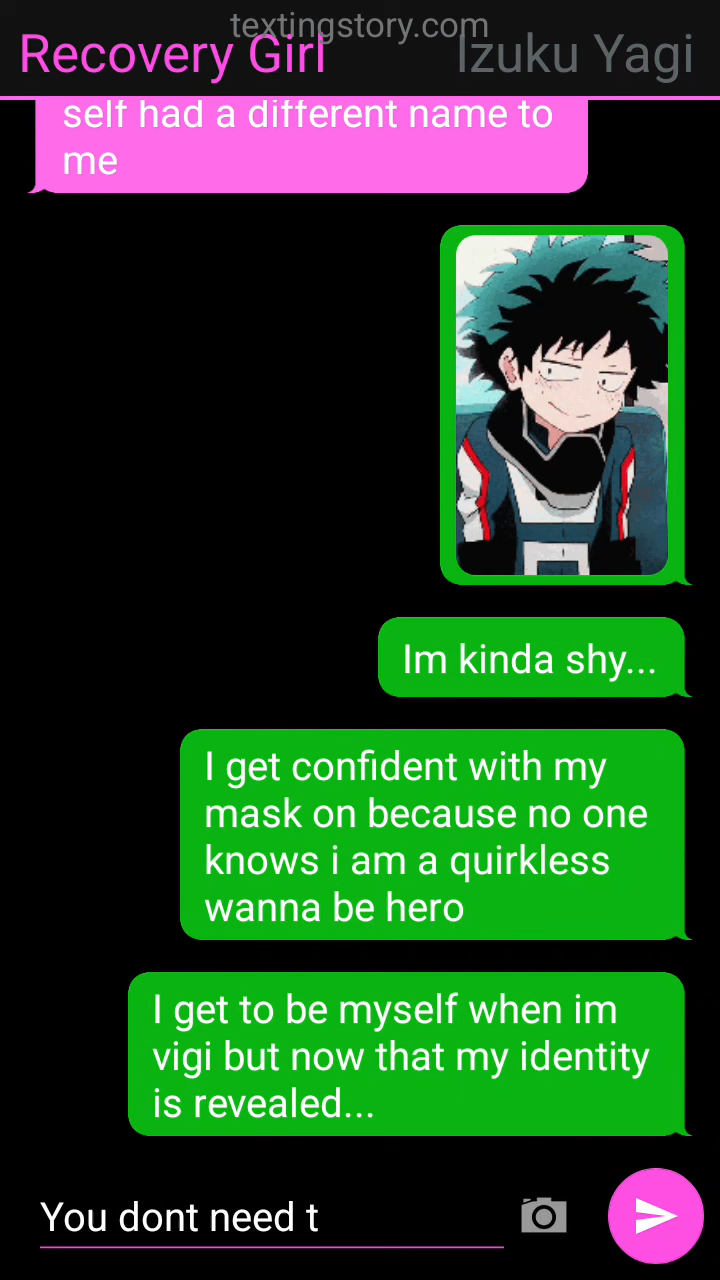 textingstory.com
Recovery Girl
Izuku Yagi
self had a different name to
me
Im kinda shy...
I get confident with my
mask on because no one
knows i am a quirkless
wanna be hero
I get to be myself when im
vigi but now that my identity
is revealed...
You dont need t